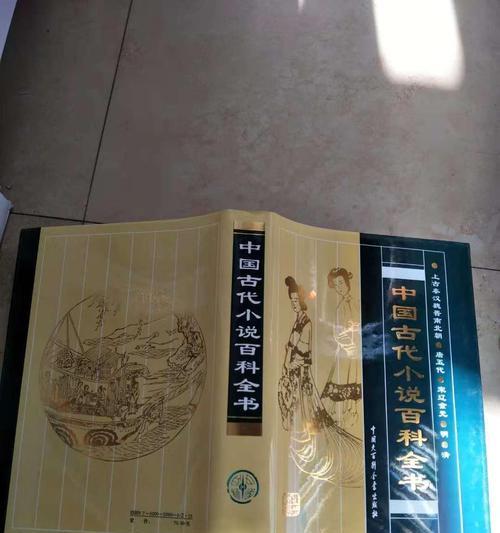 上古秦汉魏晋南北朝 唐五代 宋辽金元 明 清
中国古代小说百科全书
中国大百科全书出版社
中国古代小说百科全书
定价: